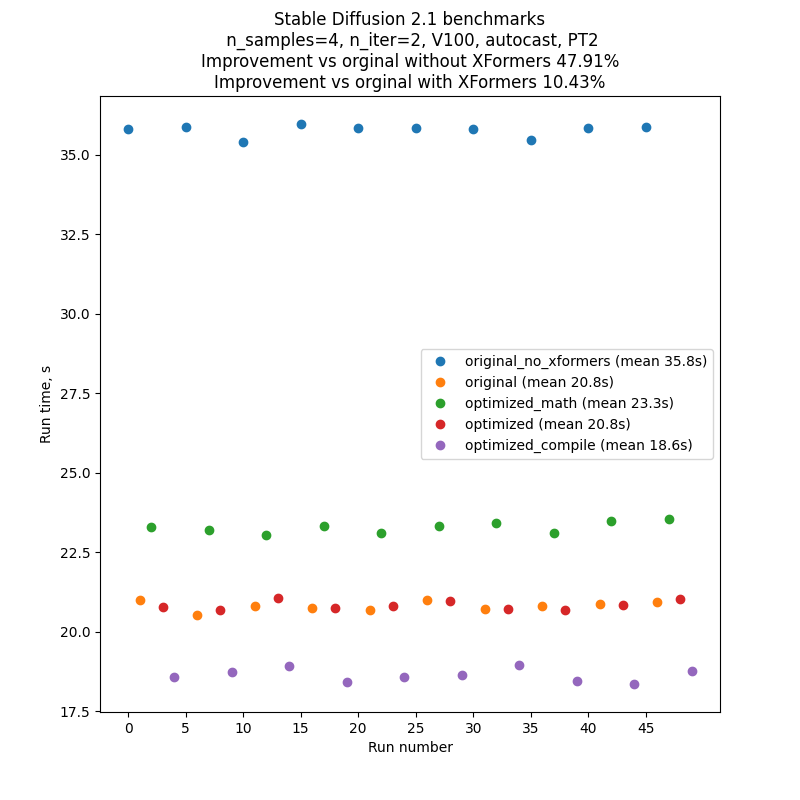 Stable Diffusion 2.1 benchmarks
n_samples=4, n_iter=2, V100, autocast, PT2
Improvement vs orginal without XFormers 47.91%
Improvement vs orginal with XFormers 10.43%
35.0
32.5
30.0
27.5
25.0
22.5
20.0
17.5
Run time, s
original_no_xformers (mean 35.8s)
original (mean 20.8s)
optimized_math (mean 23.3s)
optimized (mean 20.8s)
optimized_compile (mean 18.6s)
0 5 10 15 20 25 30 35 40 45
Run number